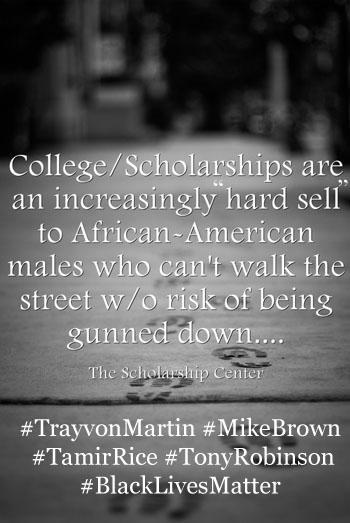 College/Scholarships are
an increasingly "hard sell"
to African-American
males who can't walk the
street w/o risk of being
gunned down....
The Scholarship Center
#TrayvonMartin #MikeBrown
#TamirRice #TonyRobinson
#BlackLivesMatter